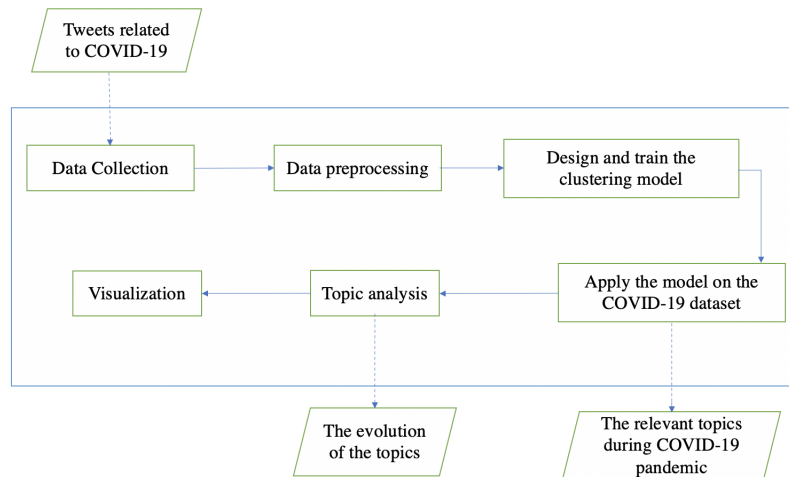 Tweets related
to COVID-19
Data Collection
Data preprocessing
Design and train the
clustering model
Visualization
Topic analysis
Apply the model on the
COVID-19 dataset
The evolution
of the topics
The relevant topics
during COVID-19
pandemic